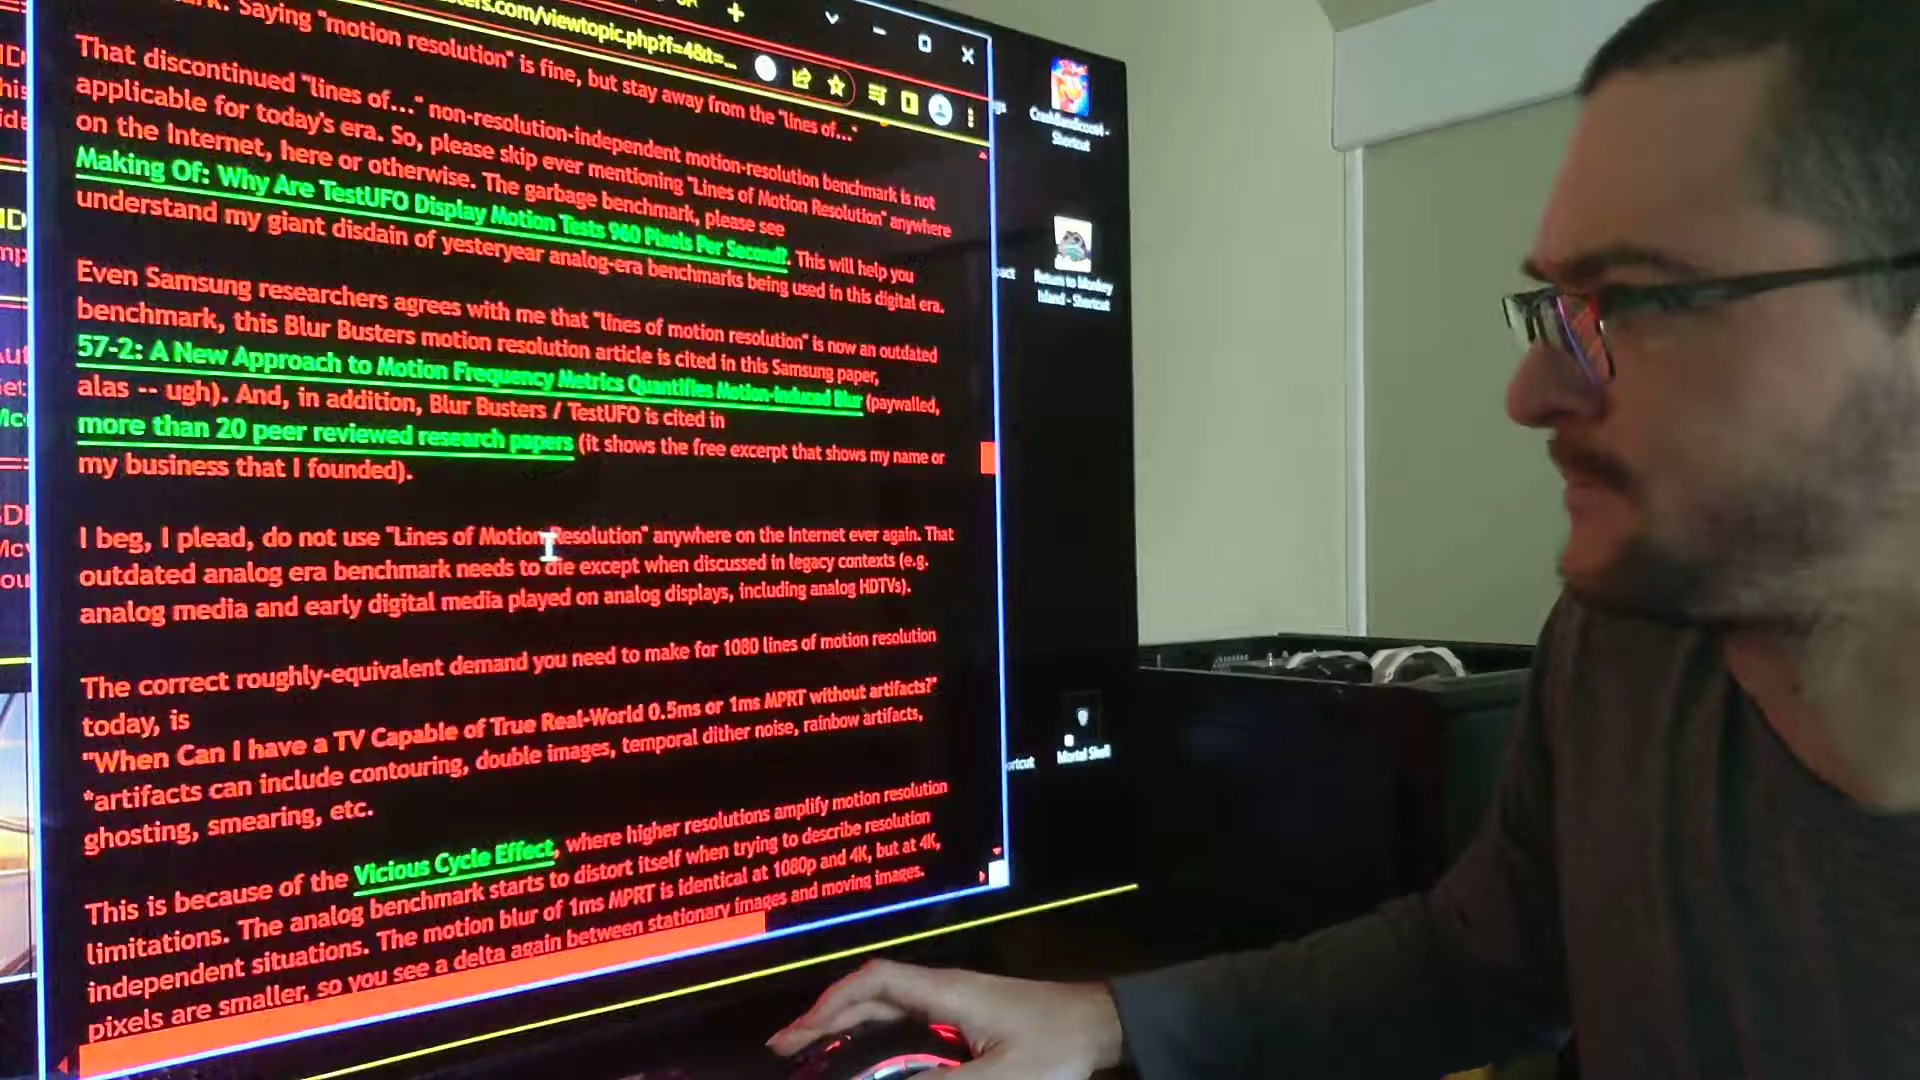 sters.com/viewtopic.php?f=4&t=...
Saying "motion resolution" is fine, but stay away from the "lines of..."
That discontinued "lines of..." non-resolution-independent motion-resolution benchmark is not
applicable for today's era. So, please skip ever mentioning "Lines of Motion Resolution" anywhere
on the Internet, here or otherwise. The garbage benchmark, please see
Making Of: Why Are TestUFO Display Motion Tests 960 Pixels Per Second?. This will help you
understand my giant disdain of yesteryear analog-era benchmarks being used in this digital era.
Even Samsung researchers agrees with me that "lines of motion resolution" is now an outdated
benchmark, this Blur Busters motion resolution article is cited in this Samsung paper,
57-2: A New Approach to Motion Frequency Metrics Quantifies Motion-induced Blur (paywalled,
alas -- ugh). And, in addition, Blur Busters / TestUFO is cited in
more than 20 peer reviewed research papers (it shows the free excerpt that shows my name or
my business that I founded).
I beg, I plead, do not use "Lines of Motion Resolution" anywhere on the Internet ever again. That
outdated analog era benchmark needs to die except when discussed in legacy contexts (e.g.
analog media and early digital media played on analog displays, including analog HDTVs).
The correct roughly-equivalent demand you need to make for 1080 lines of motion resolution
today, is
"When Can I have a TV Capable of True Real-World 0.5ms or 1ms MPRT without artifacts?"
*artifacts can include contouring, double images, temporal dither noise, rainbow artifacts,
ghosting, smearing, etc.
This is because of the Vicious Cycle Effect, where higher resolutions amplify motion resolution
limitations. The analog benchmark starts to distort itself when trying to describe resolution
independent situations. The motion blur of 1ms MPRT is identical at 1080p and 4K, but at 4K,
pixels are smaller, so you see a delta again between stationary images and moving images.
CrashBandicoot4 -
Shortcut
Return to Monkey
Island - Shortcut
Mortal Shell